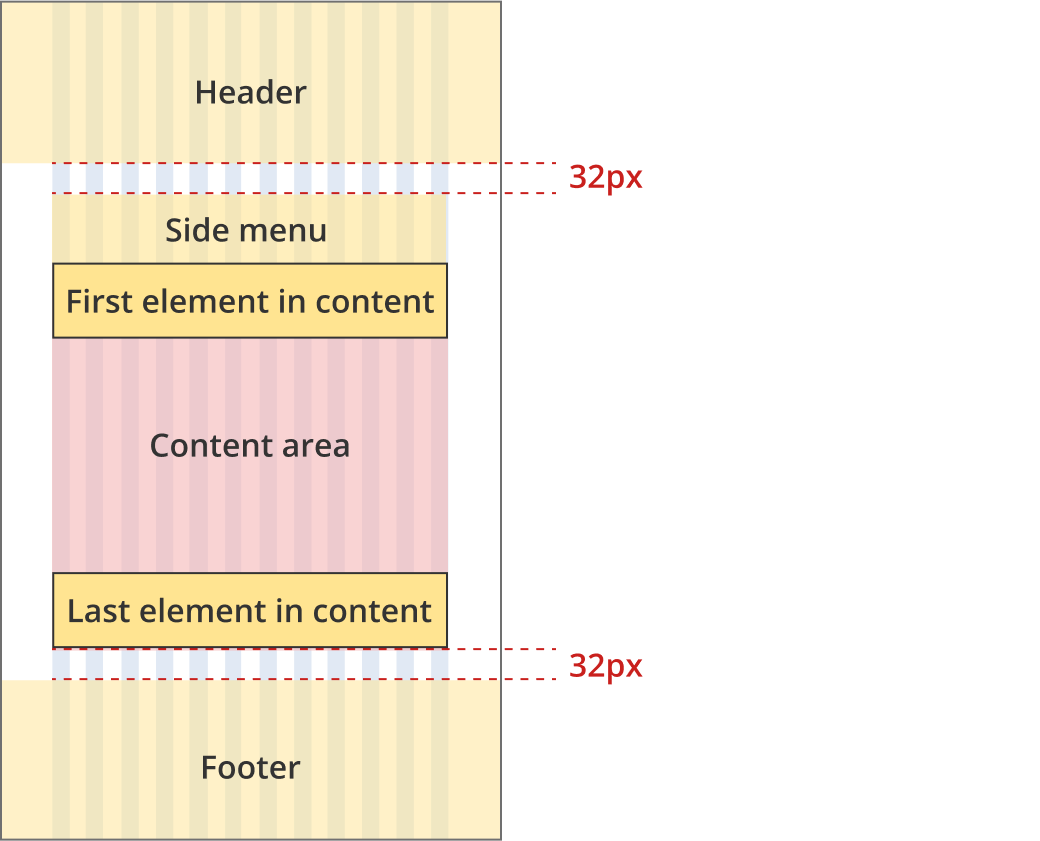 Header
32px
Side menu
First element in content
Content area
Last element in content
32px
Footer